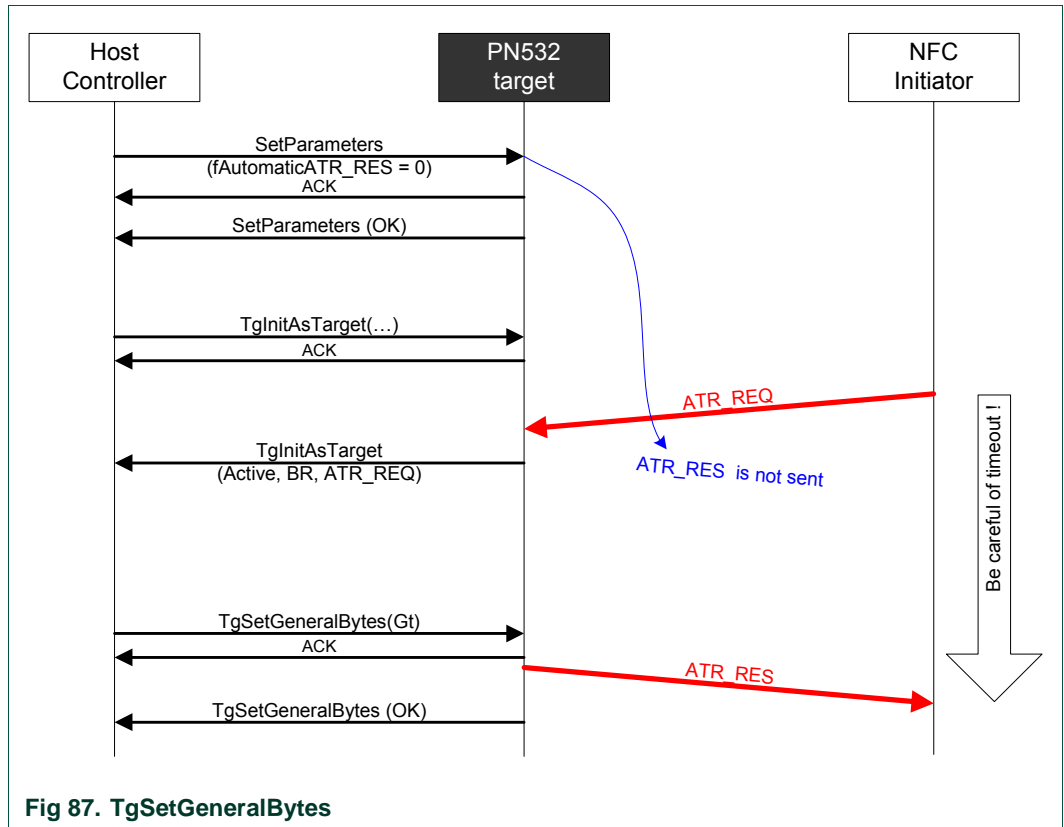 Host
Controller
PN532
target
NFC
Initiator
SetParameters
(fAutomaticATR_RES = 0)
ACK
SetParameters (OK)
TgInitAsTarget(…)
ACK
ATR_REQ
TgInitAsTarget
(Active, BR, ATR_REQ)
ATR_RES is not sent
Be careful of timeout !
TgSetGeneralBytes(Gt)
ACK
ATR_RES
TgSetGeneralBytes (OK)
Fig 87. TgSetGeneralBytes